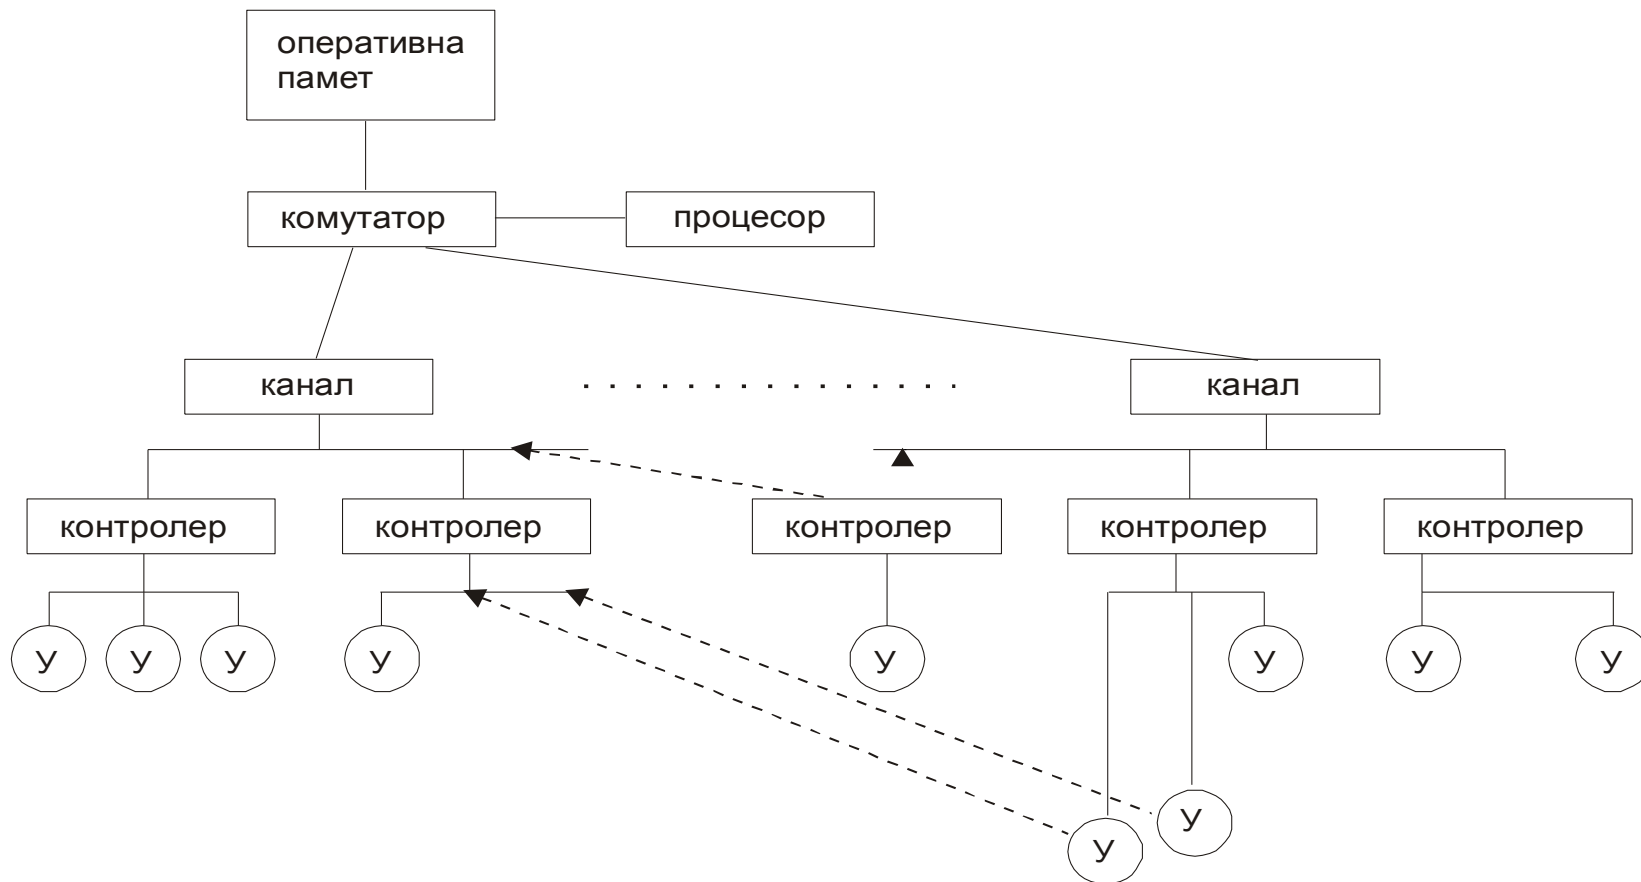 оперативна
памет
комутатор
процесор
канал
канал
контролер
контролер
контролер
контролер
контролер
У
У
У
У
У
У
У
У
У
У